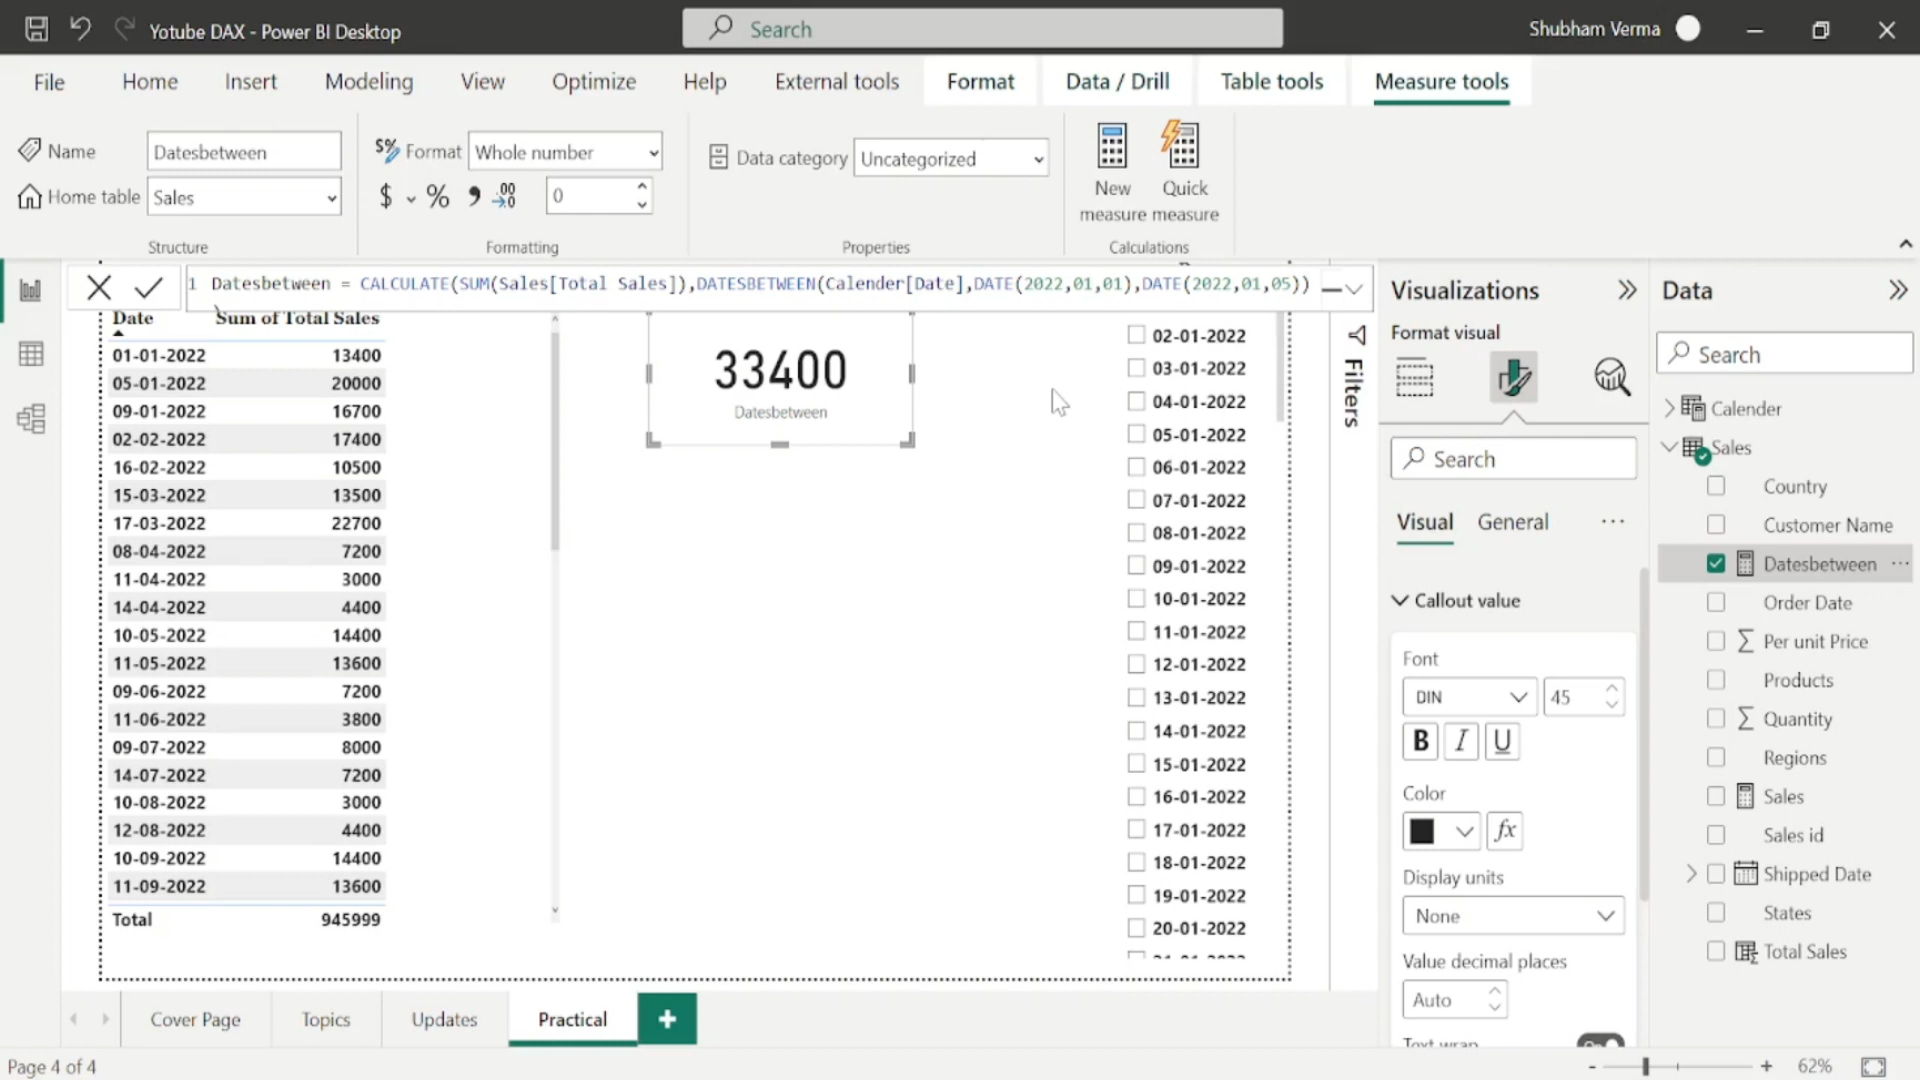 Yotube DAX - Power BI Desktop
Search
Shubham Verma
File Home Insert Modeling View Optimize Help External tools Format Data / Drill Table tools Measure tools
Name Datesbetween
Home table Sales
Structure
Format Whole number
$ % 9 .00 →.0 0
Formatting
Data category Uncategorized
Properties
New measure
Quick measure
Calculations
1 Datesbetween = CALCULATE(SUM(Sales[Total Sales]),DATESBETWEEN(Calender[Date],DATE(2022,01,01),DATE(2022,01,05))
)
Date Sum of Total Sales
01-01-2022 13400
05-01-2022 20000
09-01-2022 16700
02-02-2022 17400
16-02-2022 10500
15-03-2022 13500
17-03-2022 22700
08-04-2022 7200
11-04-2022 3000
14-04-2022 4400
10-05-2022 14400
11-05-2022 13600
09-06-2022 7200
11-06-2022 3800
09-07-2022 8000
14-07-2022 7200
10-08-2022 3000
12-08-2022 4400
10-09-2022 14400
11-09-2022 13600
Total 945999
33400
Datesbetween
02-01-2022
03-01-2022
04-01-2022
05-01-2022
06-01-2022
07-01-2022
08-01-2022
09-01-2022
10-01-2022
11-01-2022
12-01-2022
13-01-2022
14-01-2022
15-01-2022
16-01-2022
17-01-2022
18-01-2022
19-01-2022
20-01-2022
Filters
Visualizations
Format visual
Search
Visual General ...
Callout value
Font
DIN 45
B I U
Color
fx
Display units
None
Value decimal places
Auto
Text wrap On
Data
Search
Calender
Sales
Country
Customer Name
Datesbetween ...
Order Date
Σ Per unit Price
Products
Σ Quantity
Regions
Sales
Sales id
Shipped Date
States
Total Sales
Cover Page Topics Updates Practical +
Page 4 of 4
- + 62%